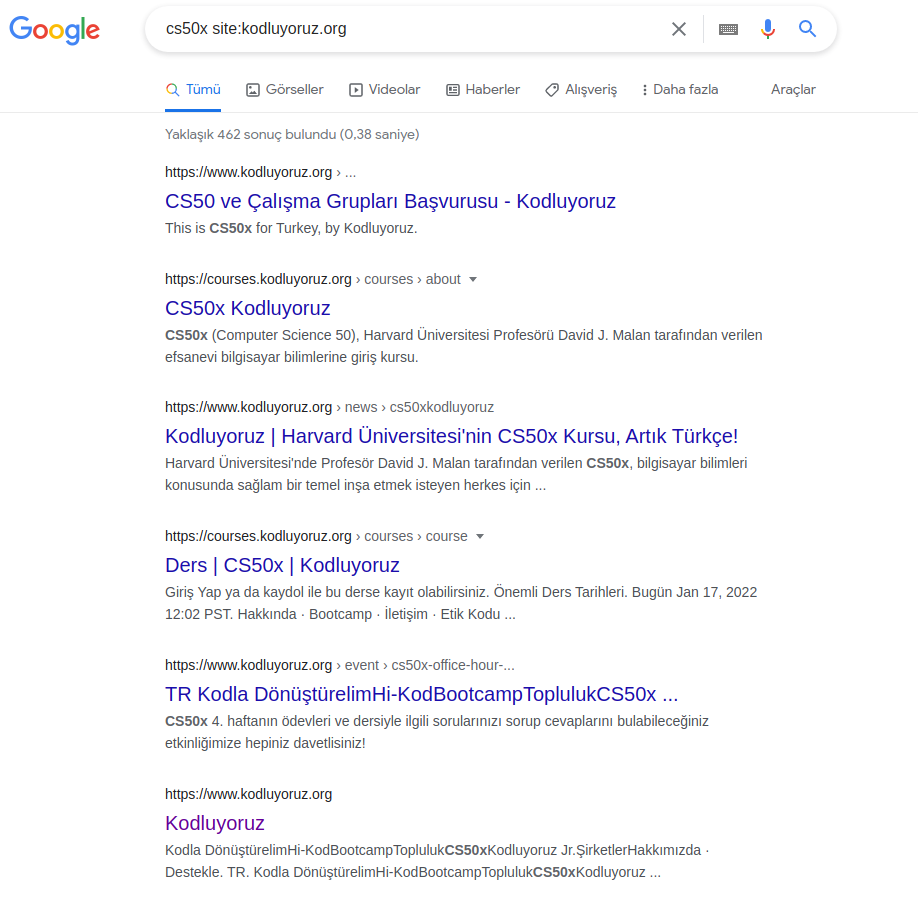 Google
cs50x site:kodluyoruz.org
Tümü Görseller Videolar Haberler Alışveriş Daha fazla Araçlar
Yaklaşık 462 sonuç bulundu (0,38 saniye)
https://www.kodluyoruz.org › ...
CS50 ve Çalışma Grupları Başvurusu - Kodluyoruz
This is CS50x for Turkey, by Kodluyoruz.
https://courses.kodluyoruz.org › courses › about
CS50x Kodluyoruz
CS50x (Computer Science 50), Harvard Üniversitesi Profesörü David J. Malan tarafından verilen
efsanevi bilgisayar bilimlerine giriş kursu.
https://www.kodluyoruz.org › news › cs50xkodluyoruz
Kodluyoruz | Harvard Üniversitesi'nin CS50x Kursu, Artık Türkçe!
Harvard Üniversitesi'nde Profesör David J. Malan tarafından verilen CS50x, bilgisayar bilimleri
konusunda sağlam bir temel inşa etmek isteyen herkes için ...
https://courses.kodluyoruz.org › courses › course
Ders | CS50x | Kodluyoruz
Giriş Yap ya da kaydol ile bu derse kayıt olabilirsiniz. Önemli Ders Tarihleri. Bugün Jan 17, 2022
12:02 PST. Hakkında · Bootcamp · İletişim · Etik Kodu ...
https://www.kodluyoruz.org › event › cs50x-office-hour-...
TR Kodla DönüştürelimHi-KodBootcampToplulukCS50x ...
CS50x 4. haftanın ödevleri ve dersiyle ilgili sorularınızı sorup cevaplarını bulabileceğiniz
etkinliğimize hepiniz davetlisiniz!
https://www.kodluyoruz.org
Kodluyoruz
Kodla DönüştürelimHi-KodBootcampToplulukCS50xKodluyoruz Jr.ŞirketlerHakkımızda ·
Destekle. TR. Kodla DönüştürelimHi-KodBootcampToplulukCS50xKodluyoruz ...